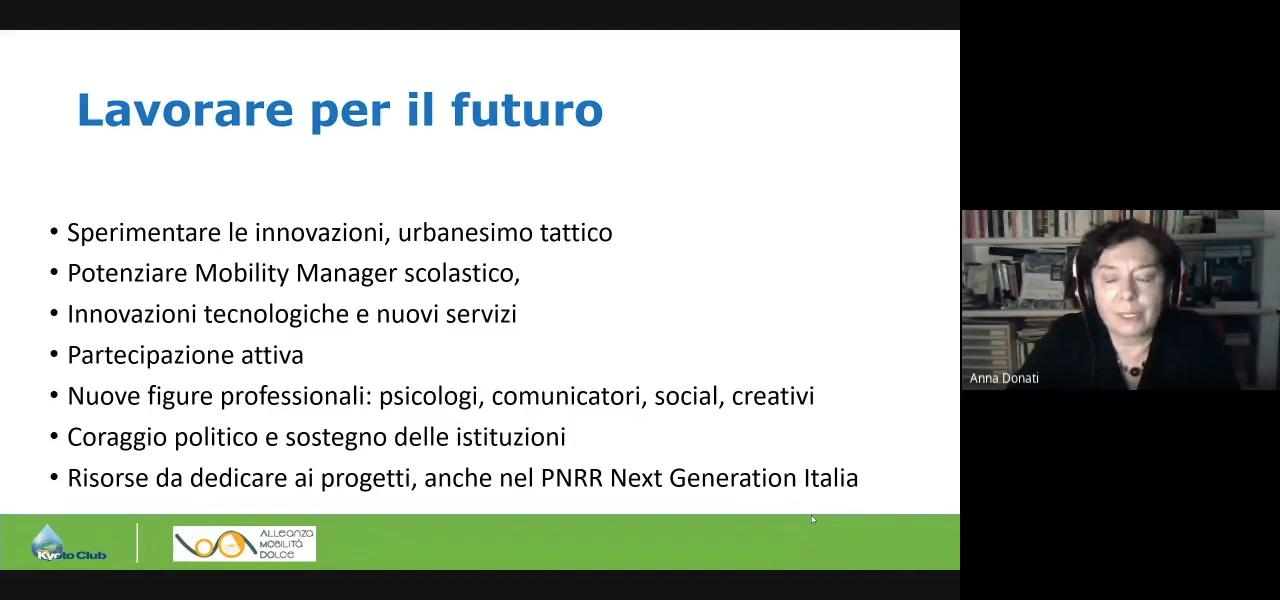 Lavorare per il futuro
• Sperimentare le innovazioni, urbanesimo tattico
• Potenziare Mobility Manager scolastico,
• Innovazioni tecnologiche e nuovi servizi
• Partecipazione attiva
• Nuove figure professionali: psicologi, comunicatori, social, creativi
• Coraggio politico e sostegno delle istituzioni
• Risorse da dedicare ai progetti, anche nel PNRR Next Generation Italia
Kyoto Club
ALLEANZA
MOBILITÀ
DOLCE
Anna Donati